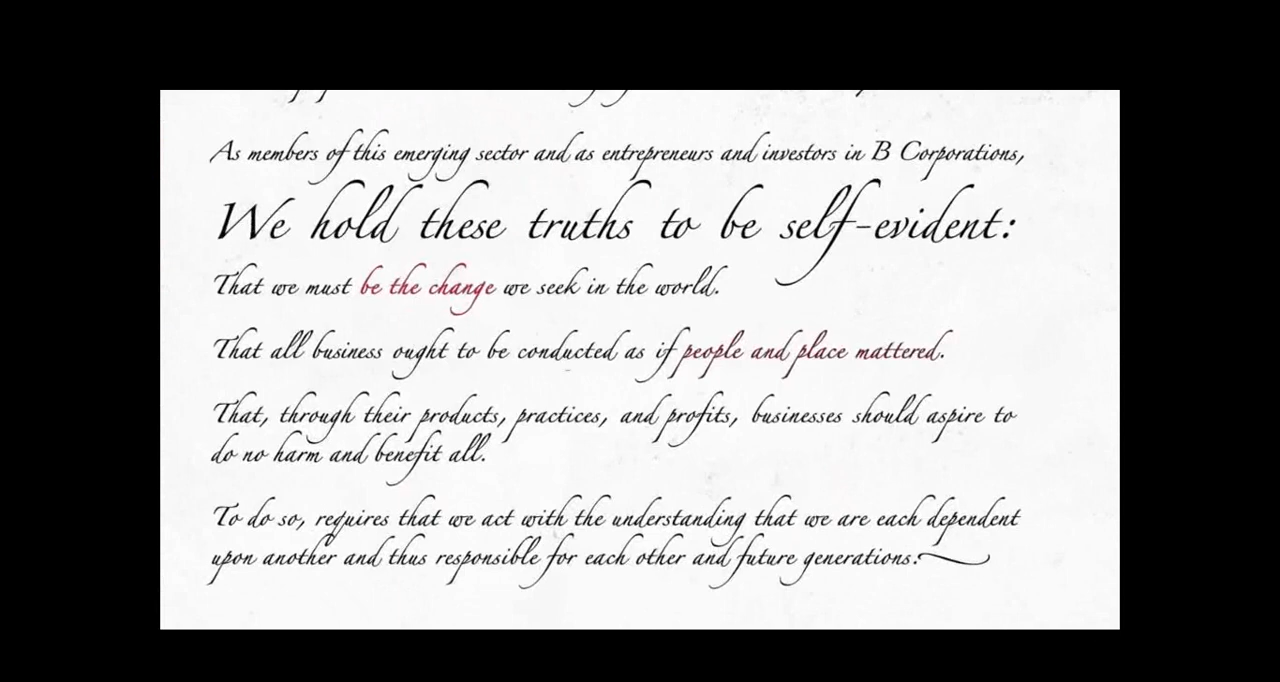 As members of this emerging sector and as entrepreneurs and investors in B Corporations,
We hold these truths to be self-evident:
That we must be the change we seek in the world.
That all business ought to be conducted as if people and place mattered.
That, through their products, practices, and profits, businesses should aspire to
do no harm and benefit all.
To do so, requires that we act with the understanding that we are each dependent
upon another and thus responsible for each other and future generations.